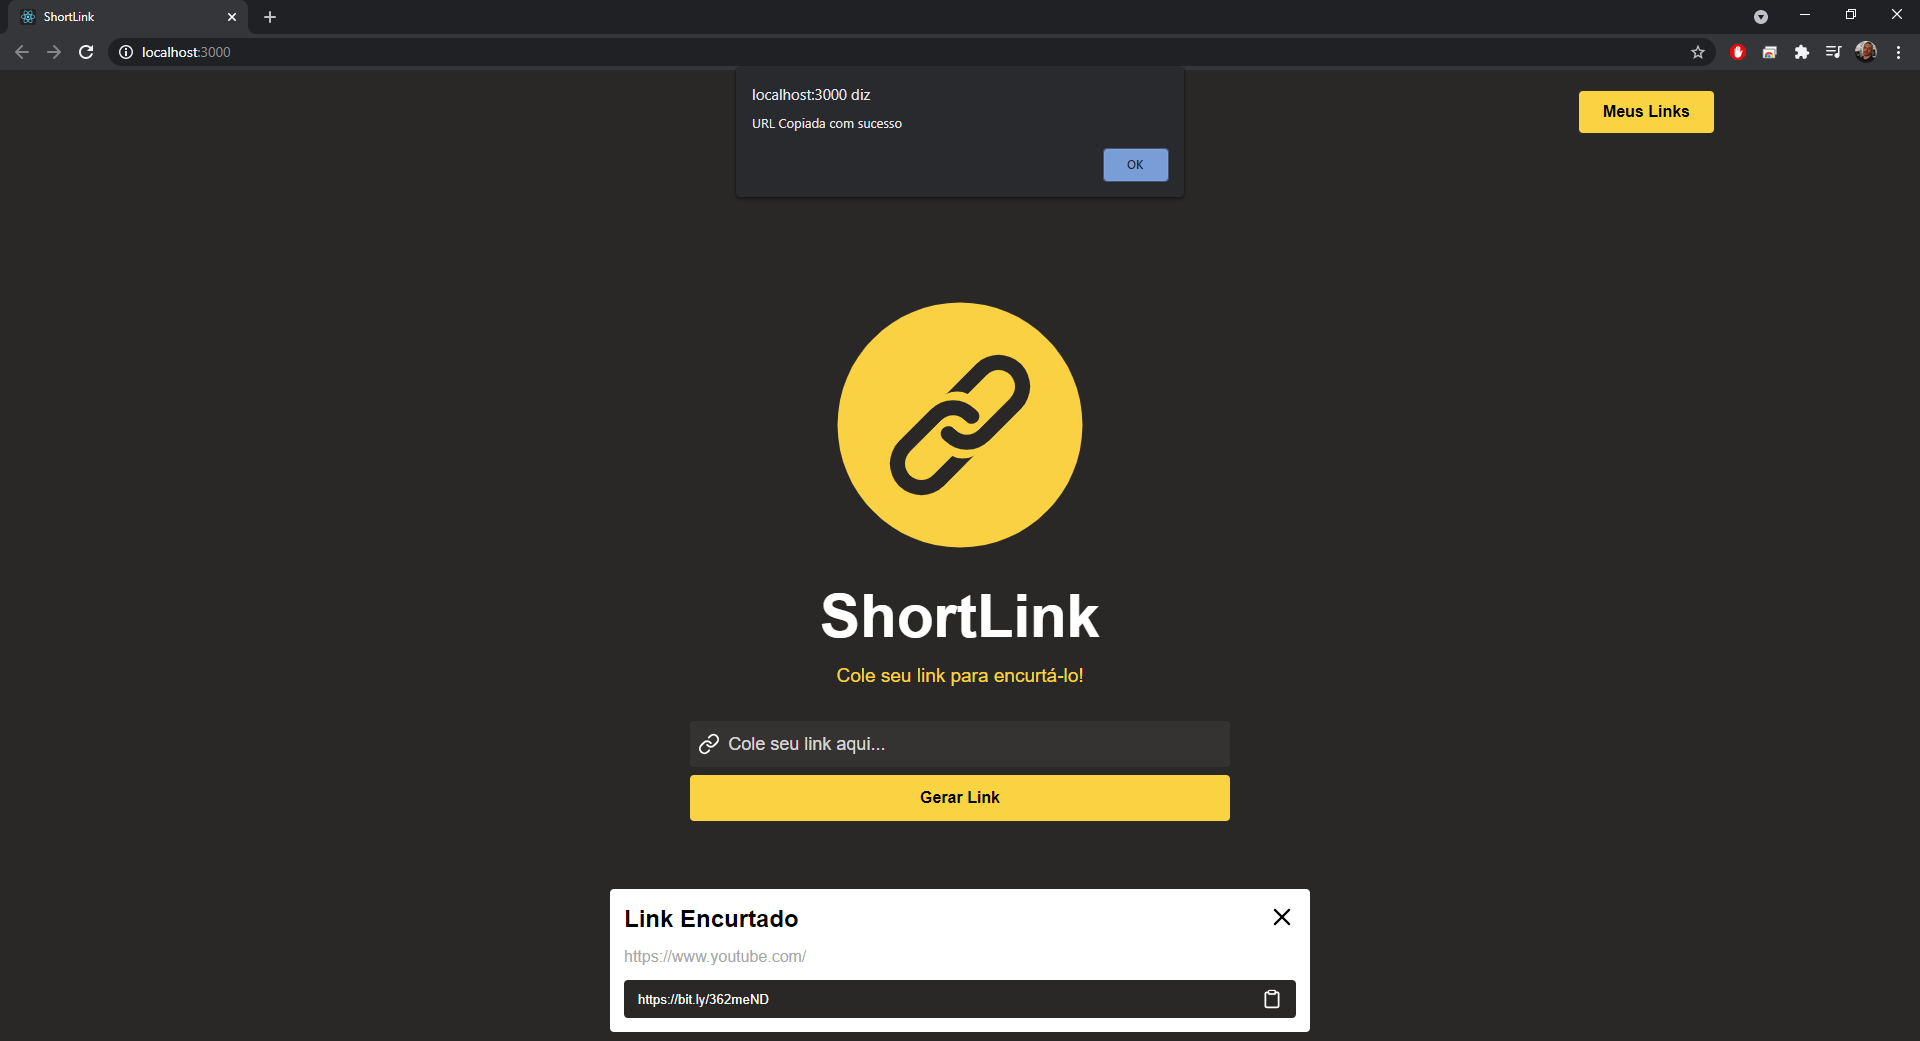 ShortLink
localhost:3000
localhost:3000 diz
URL Copiada com sucesso
OK
Meus Links
ShortLink
Cole seu link para encurtá-lo!
Cole seu link aqui...
Gerar Link
Link Encurtado
https://www.youtube.com/
https://bit.ly/362meND